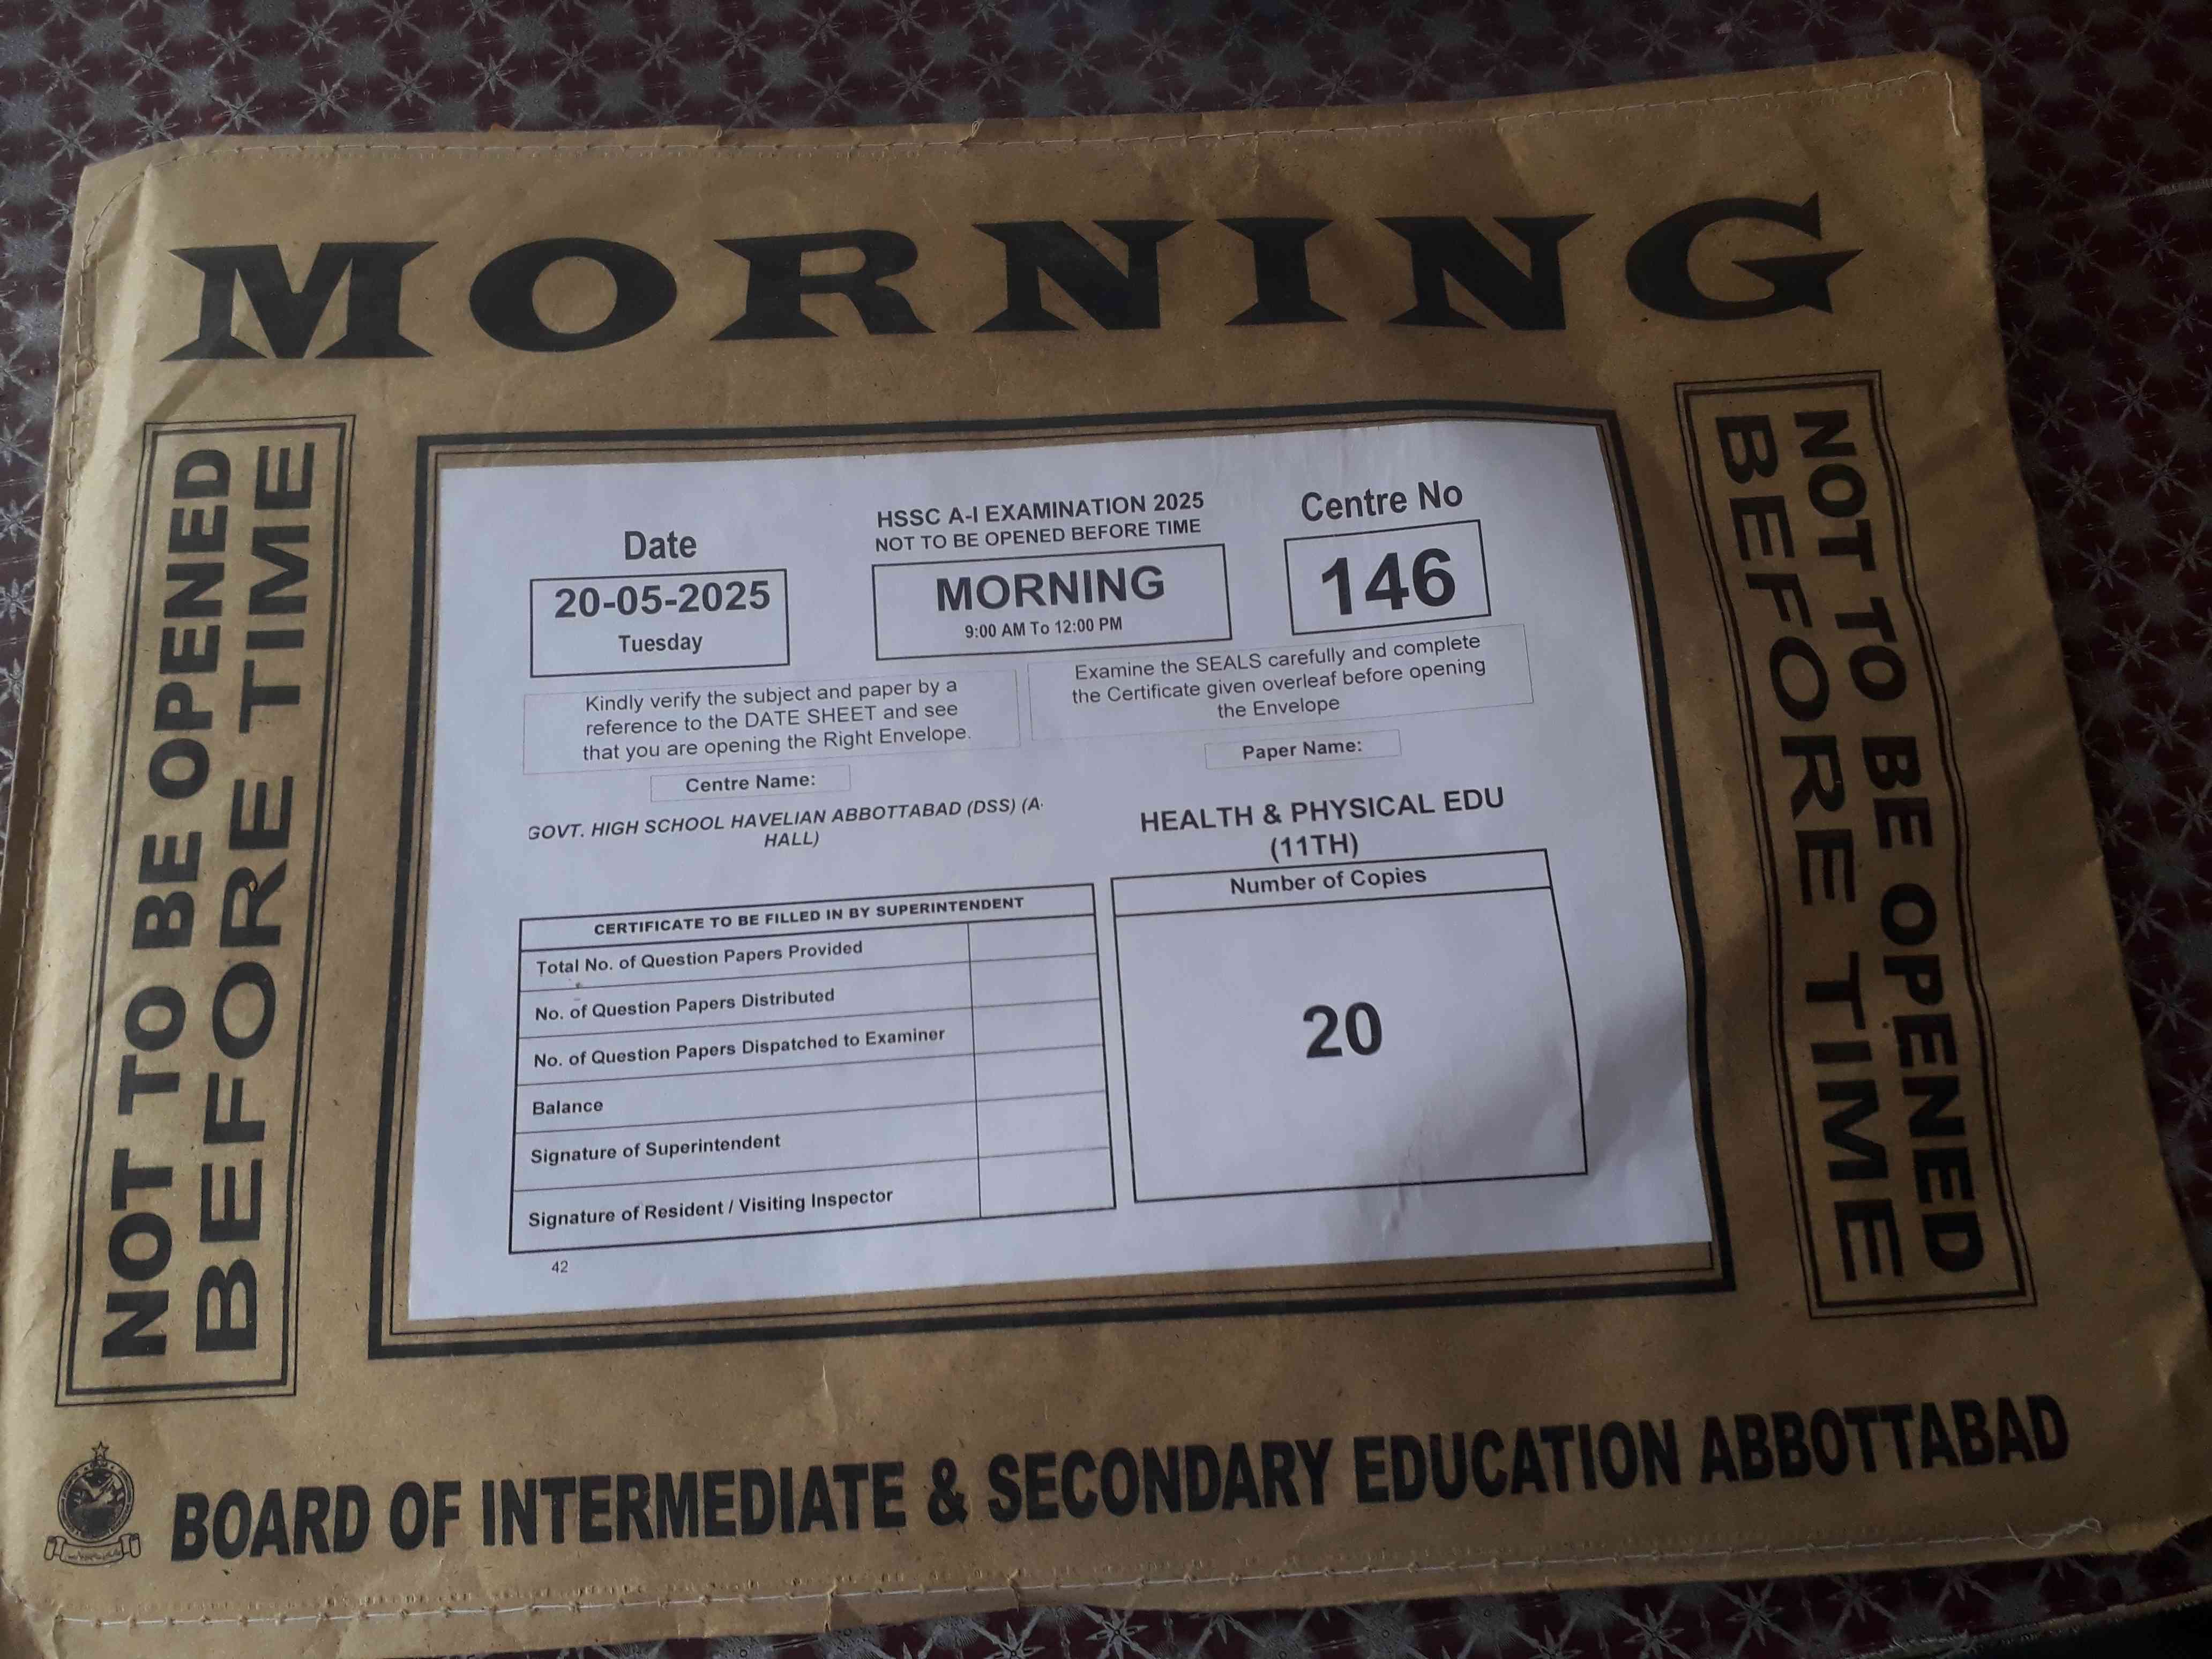 MORNING
NOT TO BE OPENED
BEFORE TIME
HSSC A-I EXAMINATION 2025
NOT TO BE OPENED BEFORE TIME
Date
20-05-2025
Tuesday
MORNING
9:00 AM To 12:00 PM
Centre No
146
Kindly verify the subject and paper by a
reference to the DATE SHEET and see
that you are opening the Right Envelope.
Examine the SEALS carefully and complete
the Certificate given overleaf before opening
the Envelope
Centre Name:
GOVT. HIGH SCHOOL HAVELIAN ABBOTTABAD (DSS) (A-
HALL)
Paper Name:
HEALTH & PHYSICAL EDU
(11TH)
CERTIFICATE TO BE FILLED IN BY SUPERINTENDENT
Total No. of Question Papers Provided
No. of Question Papers Distributed
No. of Question Papers Dispatched to Examiner
Balance
Signature of Superintendent
Signature of Resident / Visiting Inspector
Number of Copies
20
42
NOT TO BE OPENED
BEFORE TIME
BOARD OF INTERMEDIATE & SECONDARY EDUCATION ABBOTTABAD